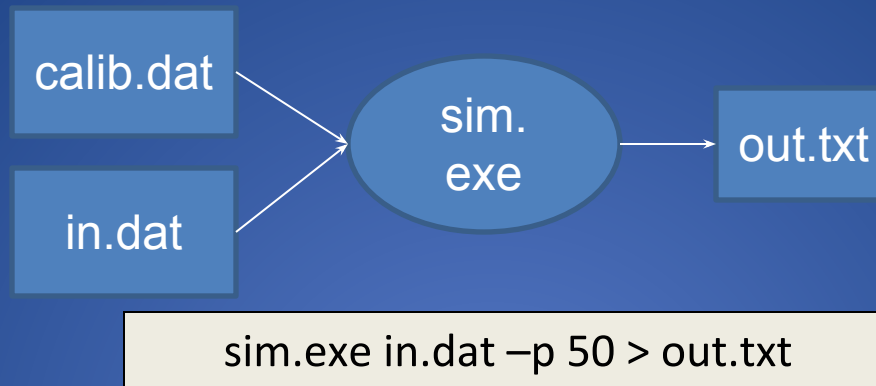 calib.dat
sim.
exe
out.txt
in.dat
sim.exe in.dat –p 50 > out.txt